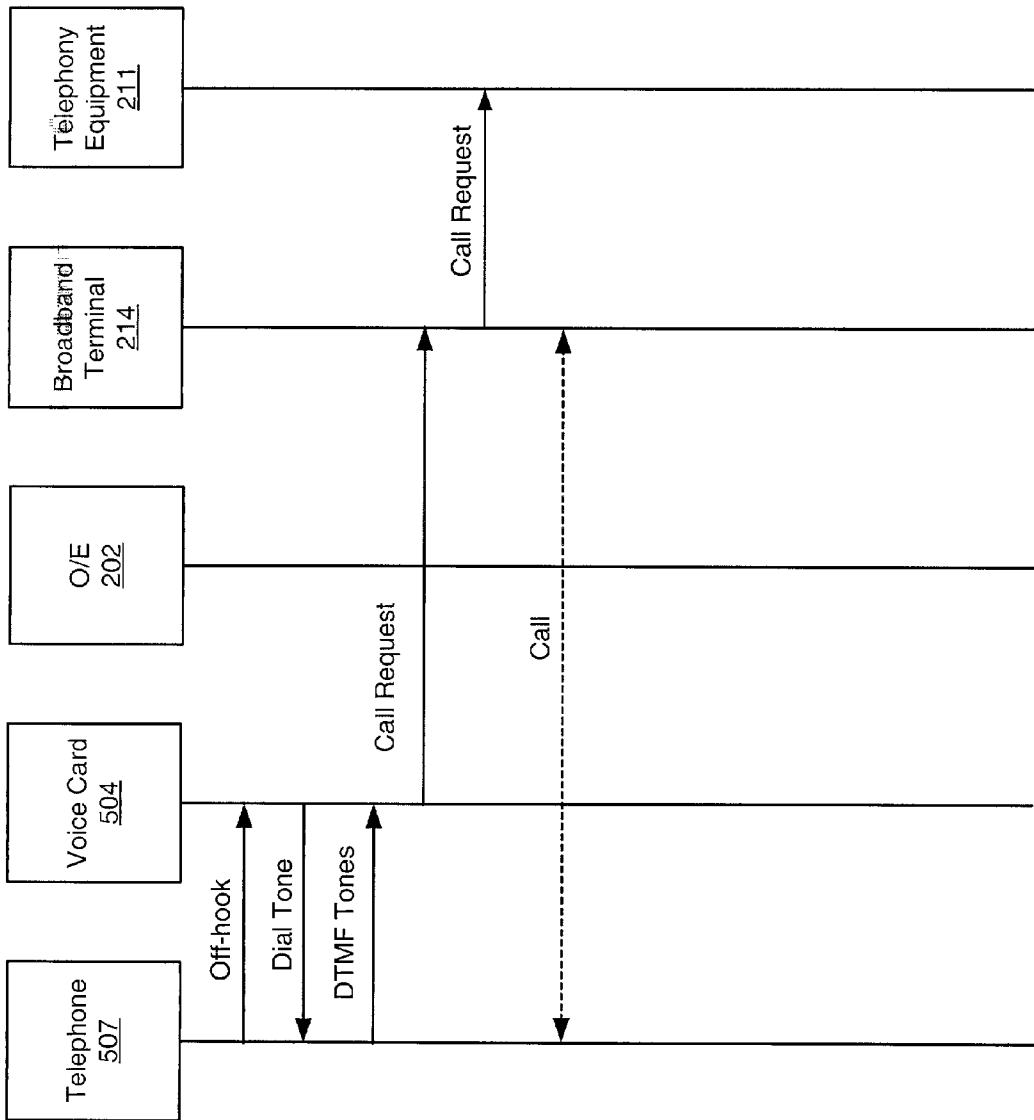 Telephone
507
Voice Card
504
O/E
202
Broadband
Terminal
214
Telephony
Equipment
211
Off-hook
Dial Tone
DTMF Tones
Call Request
Call Request
Call